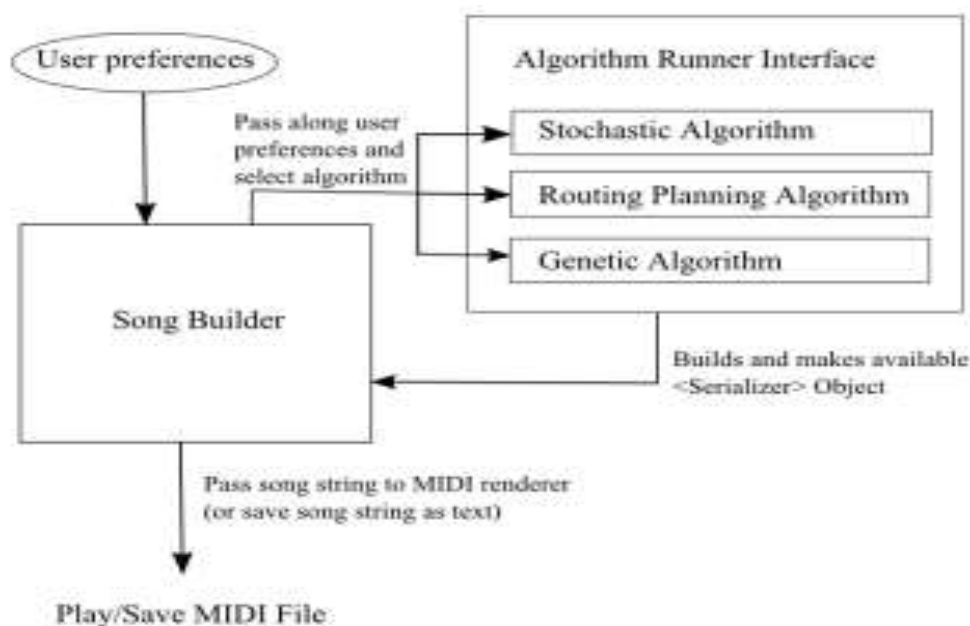 User preferences
Algorithm Runner Interface
Pass along user
preferences and
select algorithm
Stochastic Algorithm
Routing Planning Algorithm
Genetic Algorithm
Song Builder
Builds and makes available
<Serializer> Object
Pass song string to MIDI renderer
(or save song string as text)
Play/Save MIDI File